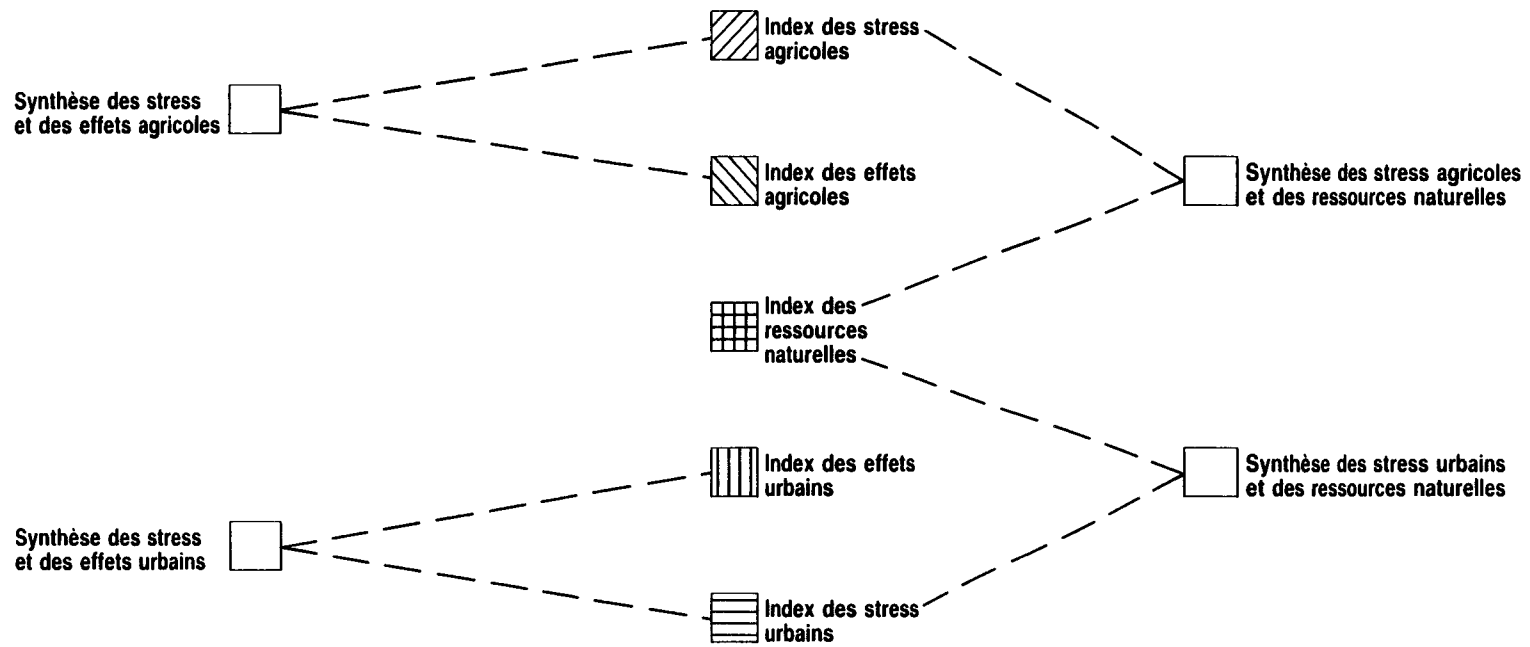 Synthèse des stress
et des effets agricoles
Index des stress
agricoles
Index des effets
agricoles
Synthèse des stress agricoles
et des ressources naturelles
Index des
ressources
naturelles
Index des effets
urbains
Synthèse des stress urbains
et des ressources naturelles
Synthèse des stress
et des effets urbains
Index des stress
urbains